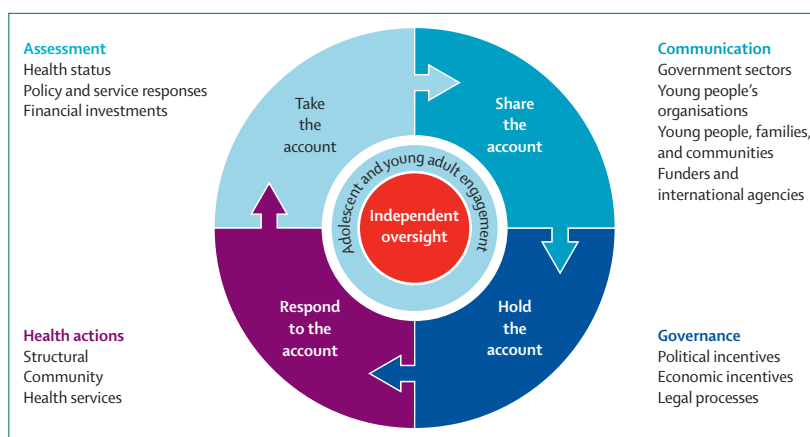 Assessment
Health status
Policy and service responses
Financial investments
Take
the
account
Share
the
account
Communication
Government sectors
Young people's
organisations
Young people, families,
and communities
Funders and
international agencies
Adolescent and young adult engagement
Independent
oversight
Health actions
Structural
Community
Health services
Respond
to the
account
Hold
the
account
Governance
Political incentives
Economic incentives
Legal processes